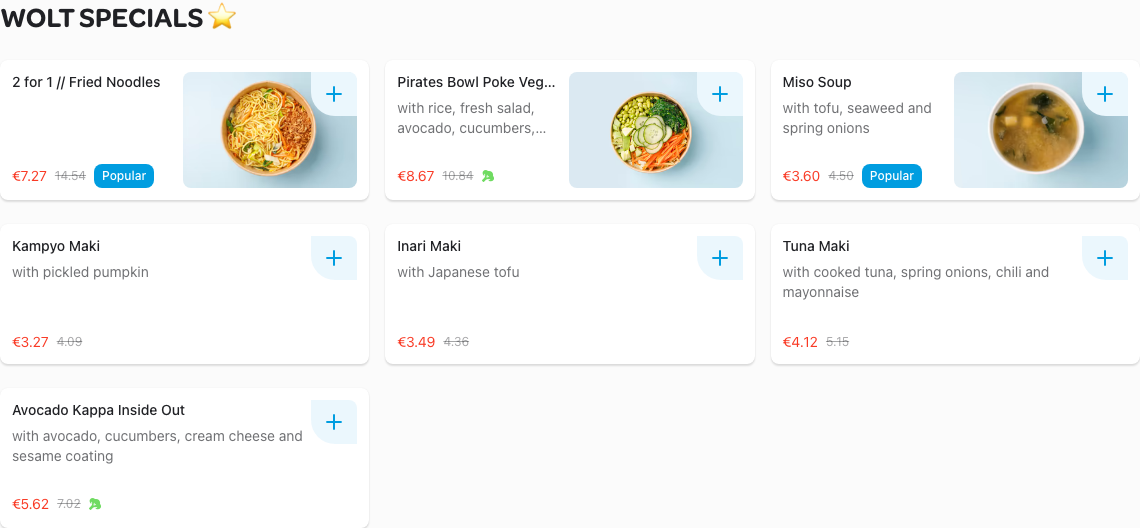 WOLT SPECIALS ⭐
2 for 1 // Fried Noodles
€7.27 14.54 Popular
Pirates Bowl Poke Veg...
with rice, fresh salad,
avocado, cucumbers,...
€8.67 10.84
Miso Soup
with tofu, seaweed and
spring onions
€3.60 4.50 Popular
Kampyo Maki
with pickled pumpkin
€3.27 4.09
Inari Maki
with Japanese tofu
€3.49 4.36
Tuna Maki
with cooked tuna, spring onions, chili and
mayonnaise
€4.12 5.15
Avocado Kappa Inside Out
with avocado, cucumbers, cream cheese and
sesame coating
€5.62 7.02